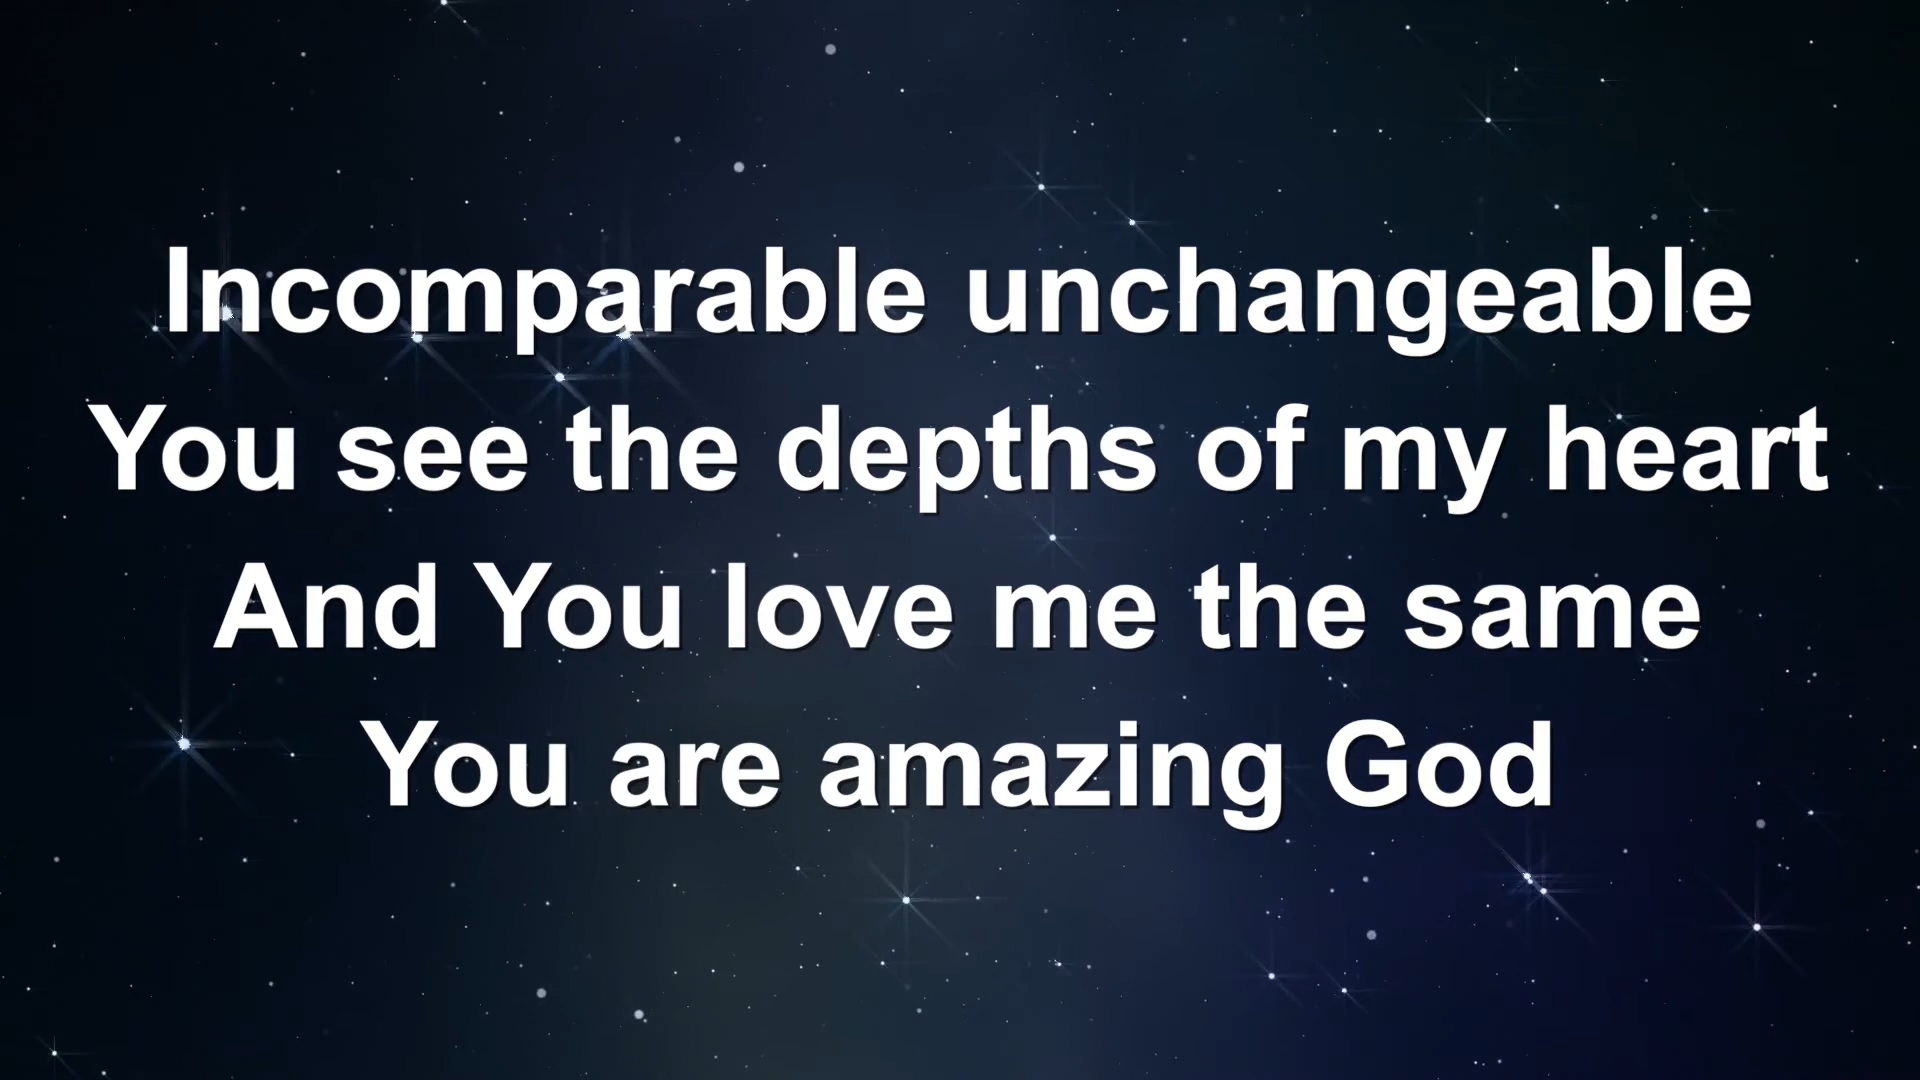 Incomparable unchangeable
You see the depths of my heart
And You love me the same
You are amazing God